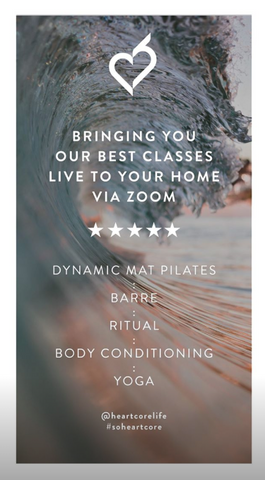 BRINGING YOU
OUR BEST CLASSES
LIVE TO YOUR HOME
VIA ZOOM
★★★★★
DYNAMIC MAT PILATES
:
BARRE
:
RITUAL
:
BODY CONDITIONING
:
YOGA
@heartcorelife
#soheartcore